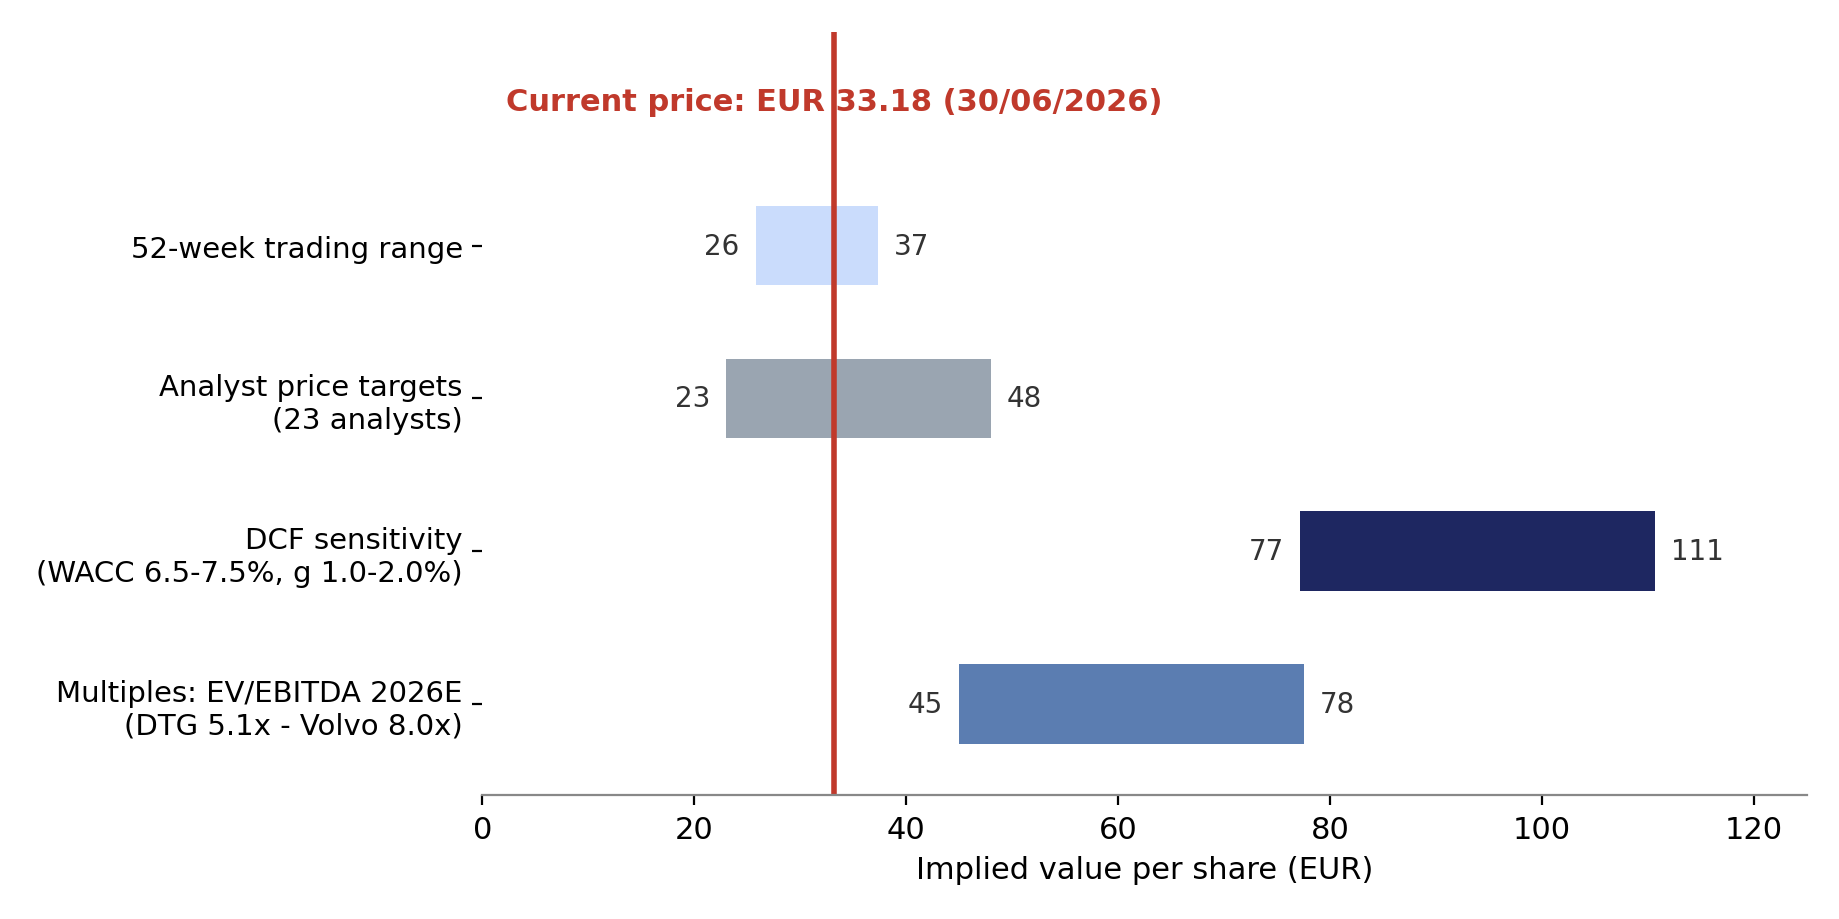 Current price: EUR 33.18 (30/06/2026)
52-week trading range
26
37
Analyst price targets
(23 analysts)
23
48
DCF sensitivity
(WACC 6.5-7.5%, g 1.0-2.0%)
77
111
Multiples: EV/EBITDA 2026E
(DTG 5.1x - Volvo 8.0x)
45
78
0 20 40 60 80 100 120
Implied value per share (EUR)